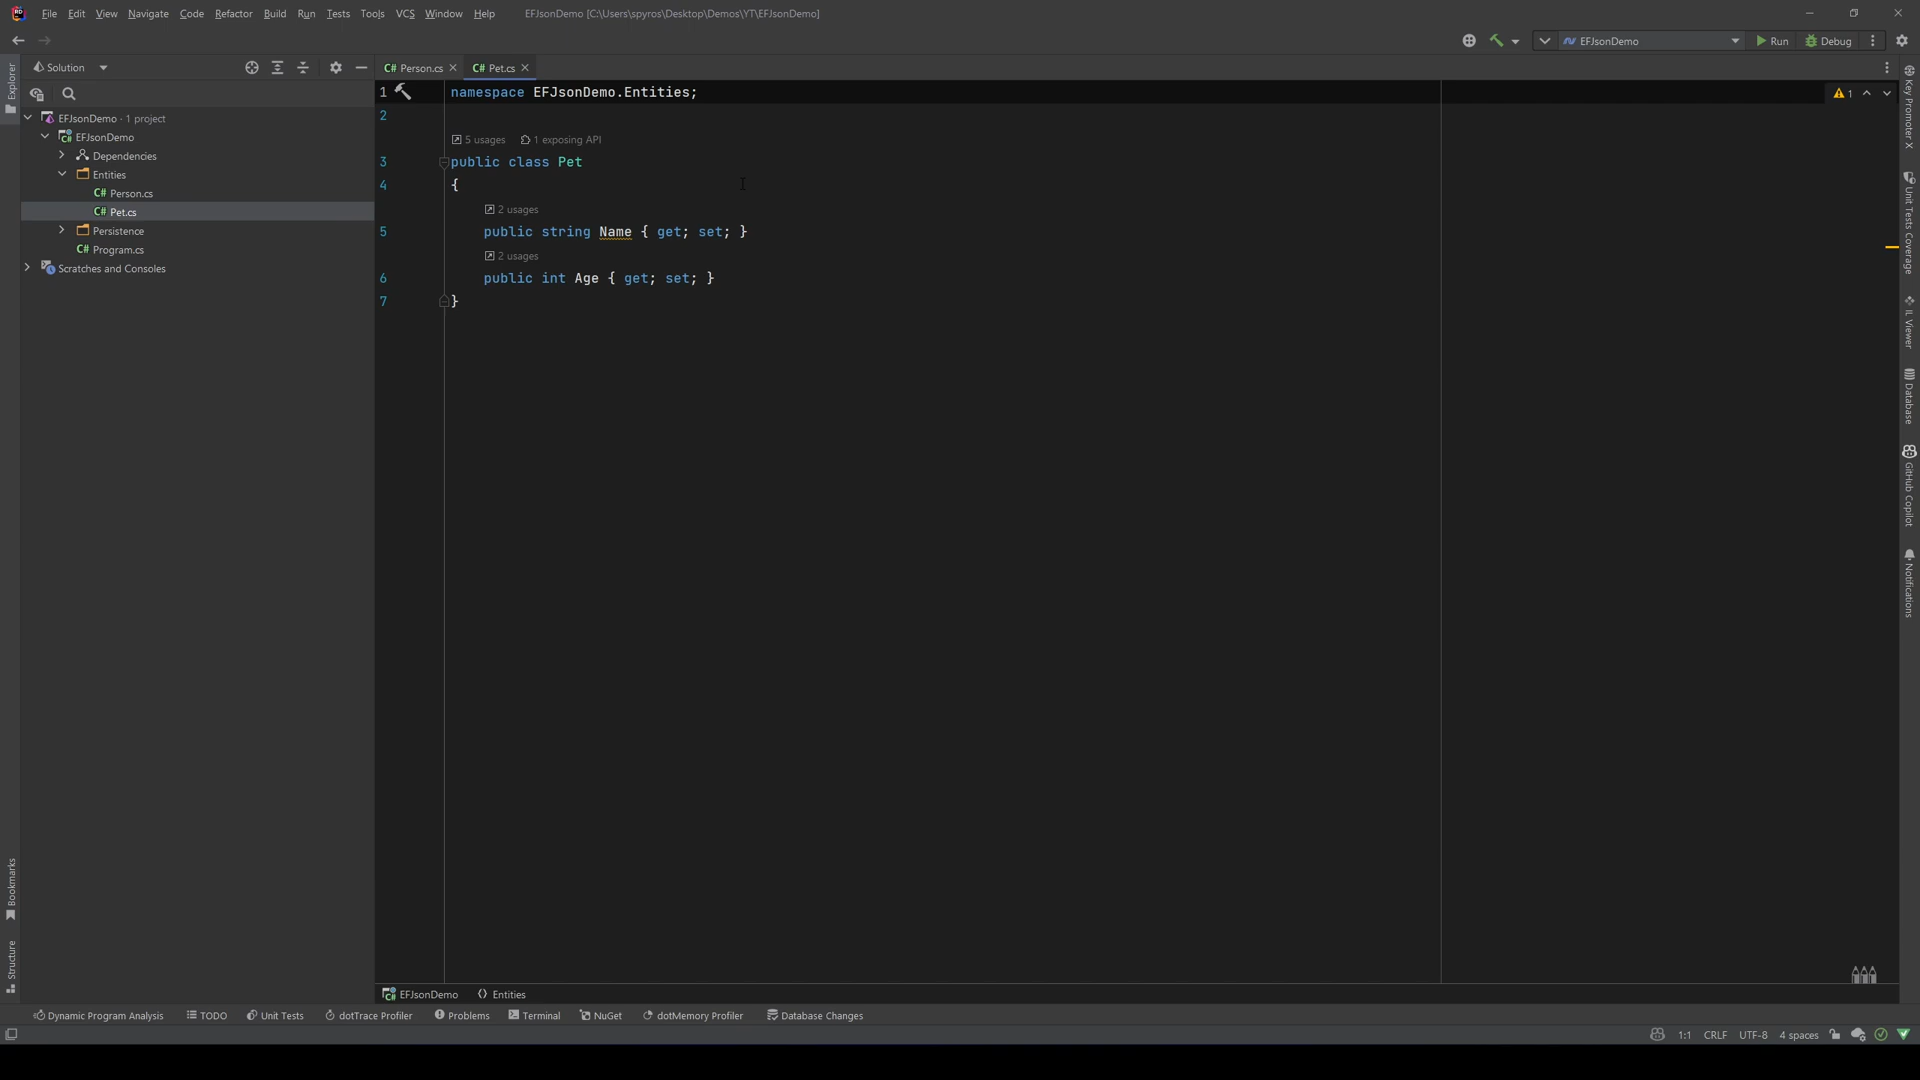 File Edit View Navigate Code Refactor Build Run Tests Tools VCS Window Help EFJsonDemo [C:\Users\spyros\Desktop\Demos\YT\EFJsonDemo]
EFJsonDemo Run Debug
Solution
Person.cs Pet.cs
EFJsonDemo · 1 project
EFJsonDemo
Dependencies
Entities
Person.cs
Pet.cs
Persistence
Program.cs
Scratches and Consoles
1 namespace EFJsonDemo.Entities;
2
5 usages 1 exposing API
3 public class Pet
4 {
2 usages
5 public string Name { get; set; }
2 usages
6 public int Age { get; set; }
7 }
1
Explorer
Bookmarks
Structure
Key Promoter X
Unit Tests Coverage
IL Viewer
Database
GitHub Copilot
Notifications
EFJsonDemo Entities
Dynamic Program Analysis TODO Unit Tests dotTrace Profiler Problems Terminal NuGet dotMemory Profiler Database Changes
1:1 CRLF UTF-8 4 spaces